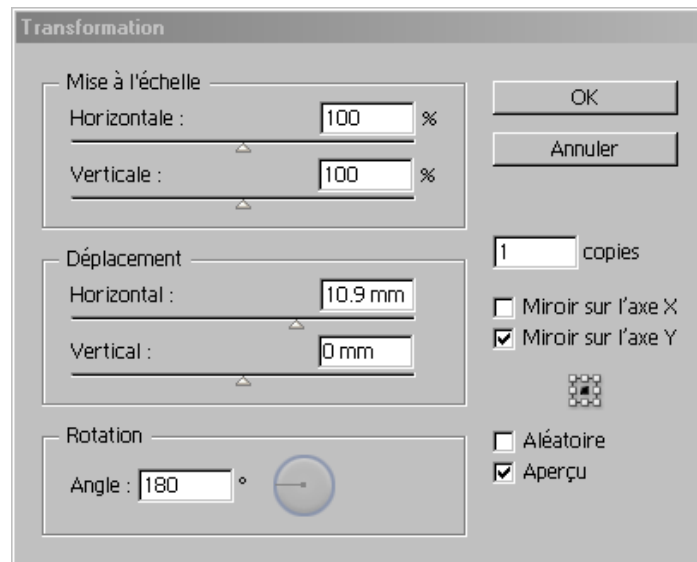 Transformation
Mise à l'échelle
Horizontale : 100 %
Verticale : 100 %
Déplacement
Horizontal : 10.9 mm
Vertical : 0 mm
Rotation
Angle : 180 °
OK
Annuler
1 copies
Miroir sur l'axe X
Miroir sur l'axe Y
Aléatoire
Aperçu